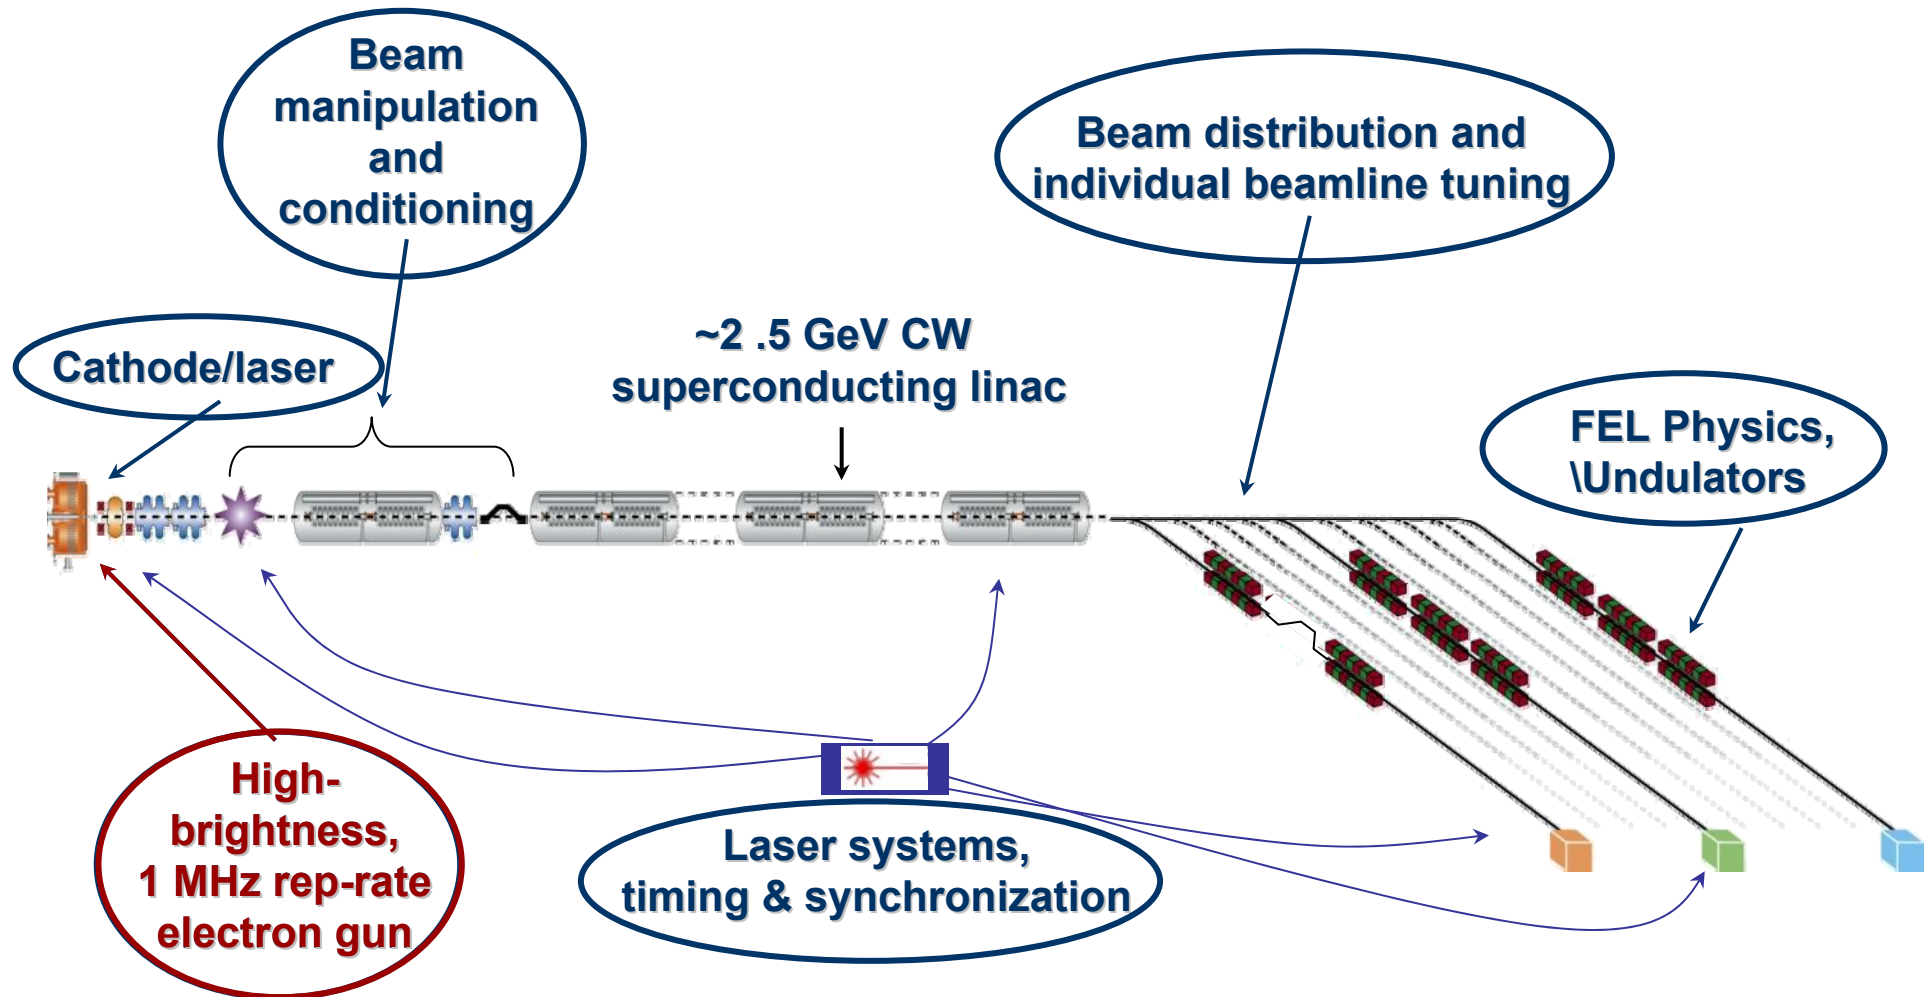 Beam
manipulation
and
conditioning
Beam distribution and
individual beamline tuning
~2 .5 GeV CW
superconducting linac
Cathode/laser
FEL Physics,
\Undulators
High-
brightness,
1 MHz rep-rate
electron gun
Laser systems,
timing & synchronization